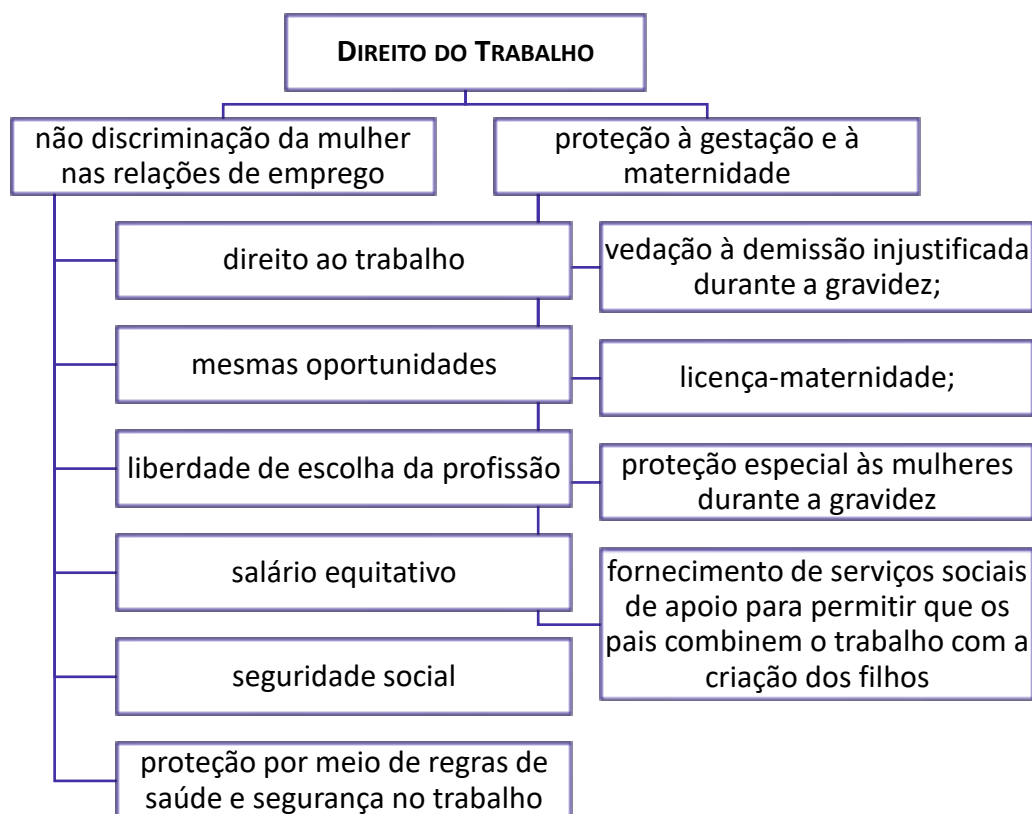 DIREITO DO TRABALHO
não discriminação da mulher
nas relações de emprego
direito ao trabalho
mesmas oportunidades
liberdade de escolha da profissão
salário equitativo
seguridade social
proteção por meio de regras de
saúde e segurança no trabalho
proteção à gestação e à
maternidade
vedação à demissão injustificada
durante a gravidez;
licença-maternidade;
proteção especial às mulheres
durante a gravidez
fornecimento de serviços sociais
de apoio para permitir que os
pais combinem o trabalho com a
criação dos filhos